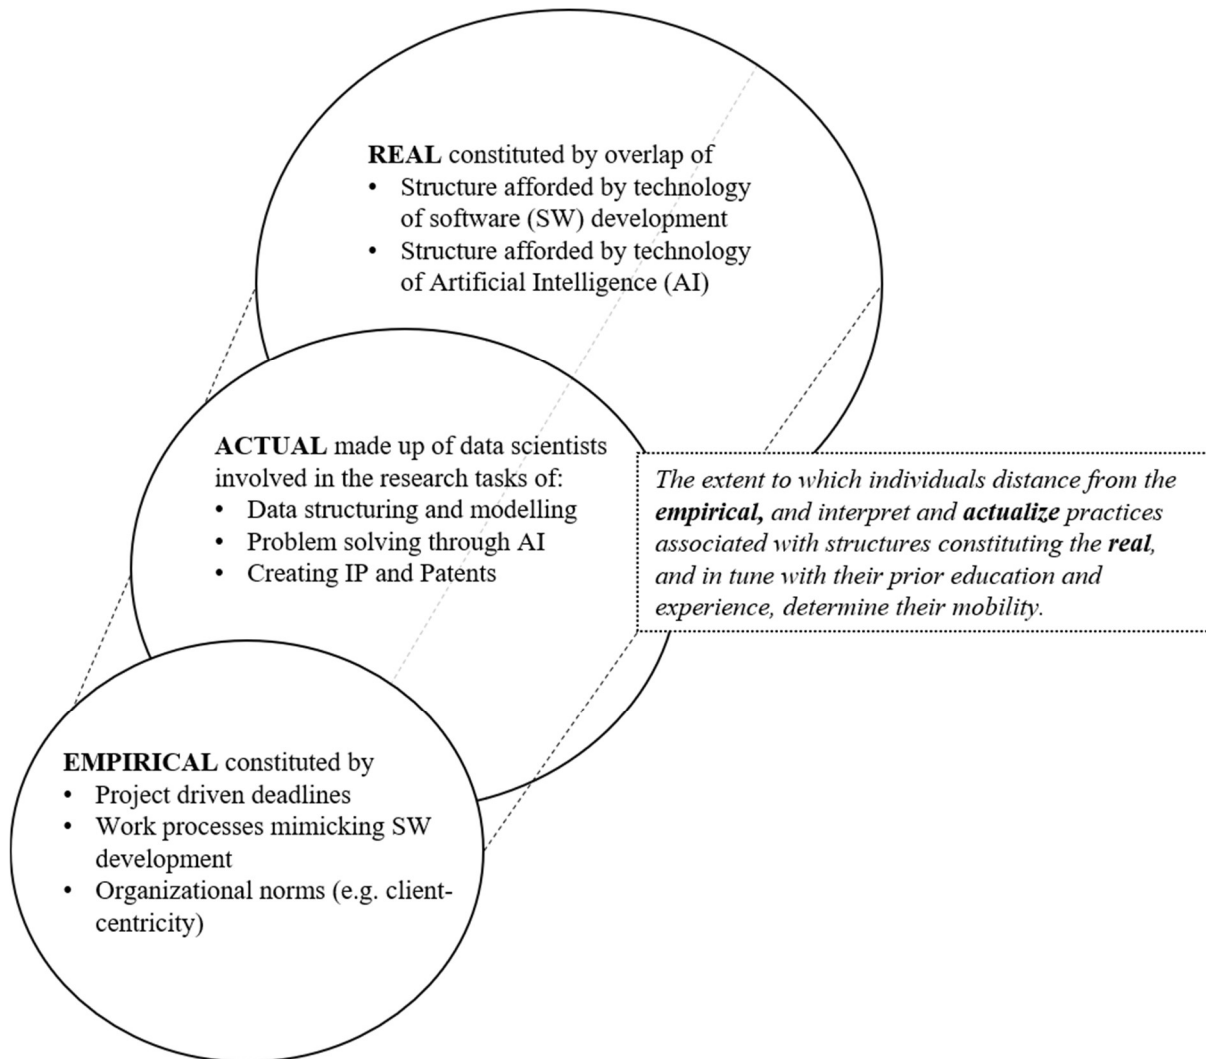 REAL constituted by overlap of
• Structure afforded by technology
of software (SW) development
• Structure afforded by technology
of Artificial Intelligence (AI)
ACTUAL made up of data scientists
involved in the research tasks of:
• Data structuring and modelling
• Problem solving through AI
• Creating IP and Patents
The extent to which individuals distance from the
empirical, and interpret and actualize practices
associated with structures constituting the real,
and in tune with their prior education and
experience, determine their mobility.
EMPIRICAL constituted by
• Project driven deadlines
• Work processes mimicking SW
development
• Organizational norms (e.g. client-
centricity)